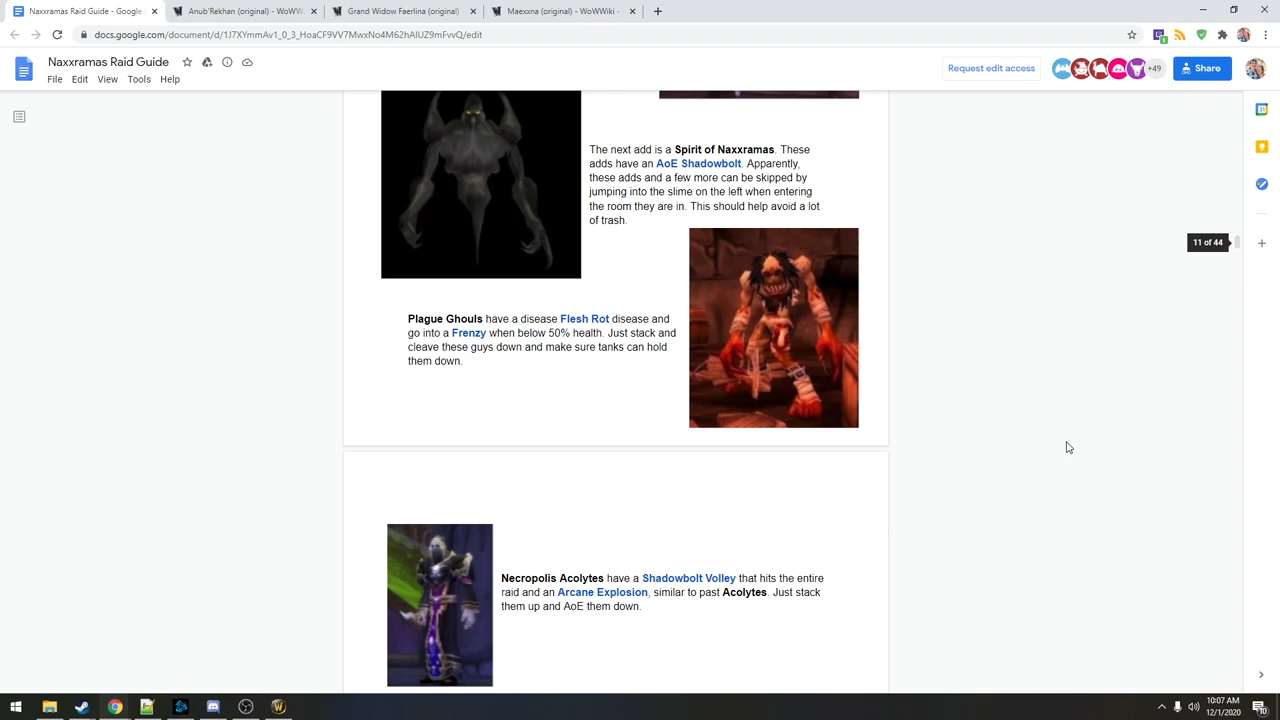 Naxxramas Raid Guide - Google
Anub'Rekhan (original) - WoWW
Grand Widow Faerlina (original)
Maexxna (original) - WoWWiki -
docs.google.com/document/d/1J7XYmmAv1_0_3_HoaCF9VV7MwxNo4M62hAlUZ9mFvvQ/edit
Naxxramas Raid Guide
File Edit View Tools Help
Request edit access
+49
Share
The next add is a Spirit of Naxxramas. These
adds have an AoE Shadowbolt. Apparently,
these adds and a few more can be skipped by
jumping into the slime on the left when entering
the room they are in. This should help avoid a lot
of trash.
11 of 44
Plague Ghouls have a disease Flesh Rot disease and
go into a Frenzy when below 50% health. Just stack and
cleave these guys down and make sure tanks can hold
them down.
Necropolis Acolytes have a Shadowbolt Volley that hits the entire
raid and an Arcane Explosion, similar to past Acolytes. Just stack
them up and AoE them down.
10:07 AM
12/1/2020